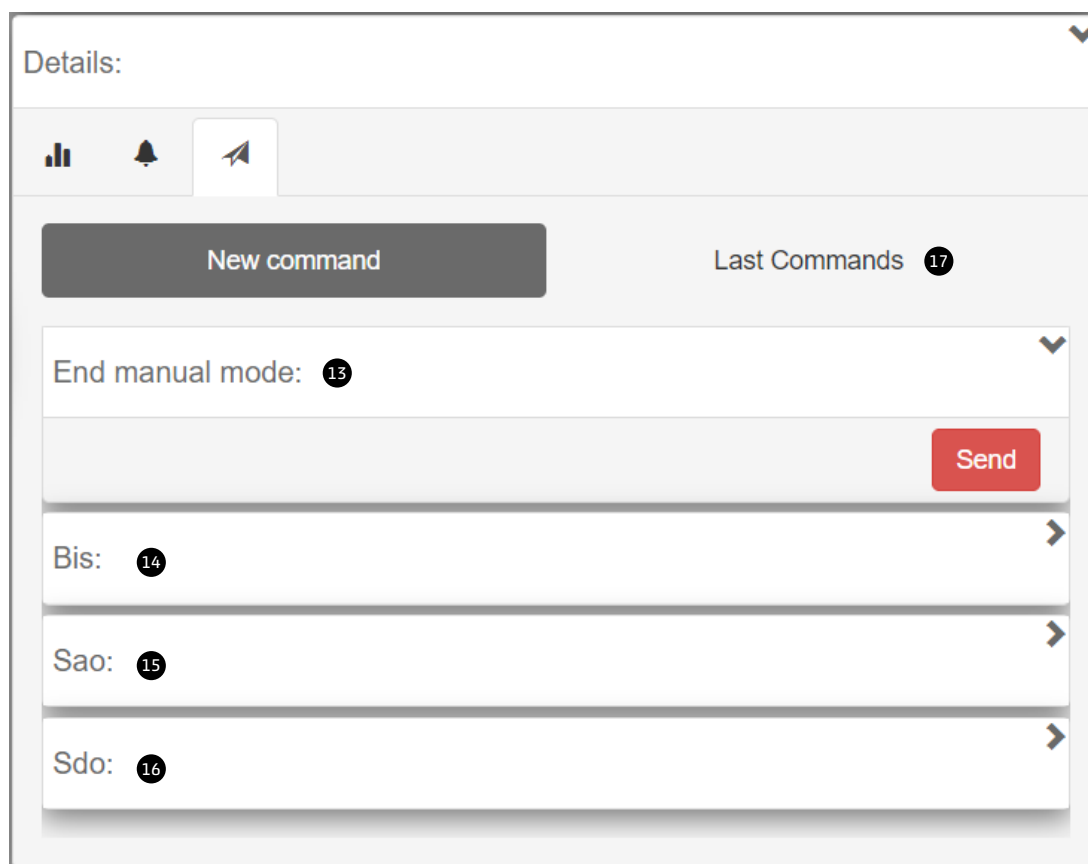 Details:
New command
Last Commands 17
End manual mode: 13
Send
Bis: 14
Sao: 15
Sdo: 16